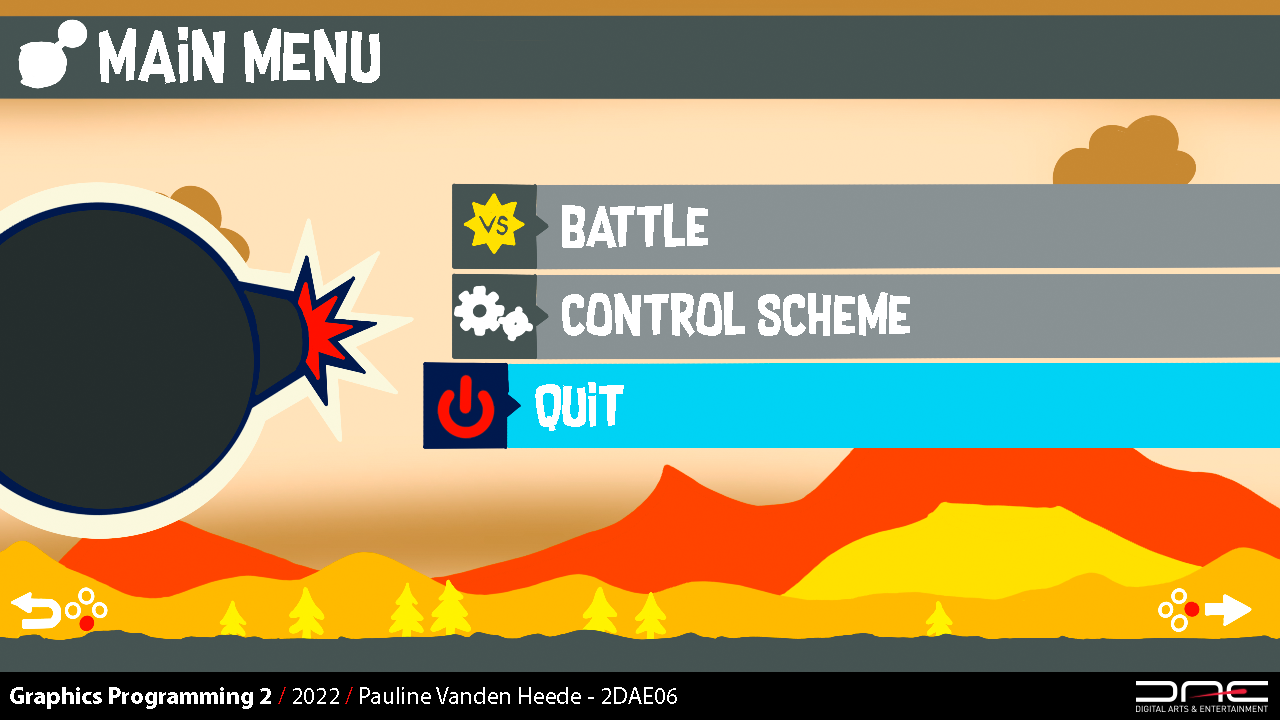 MAiN MENU
VS
BATTLE
CONTROL SCHEME
QUiT
Graphics Programming 2 / 2022 / Pauline Vanden Heede - 2DAE06
DAE
DIGITAL ARTS & ENTERTAINMENT